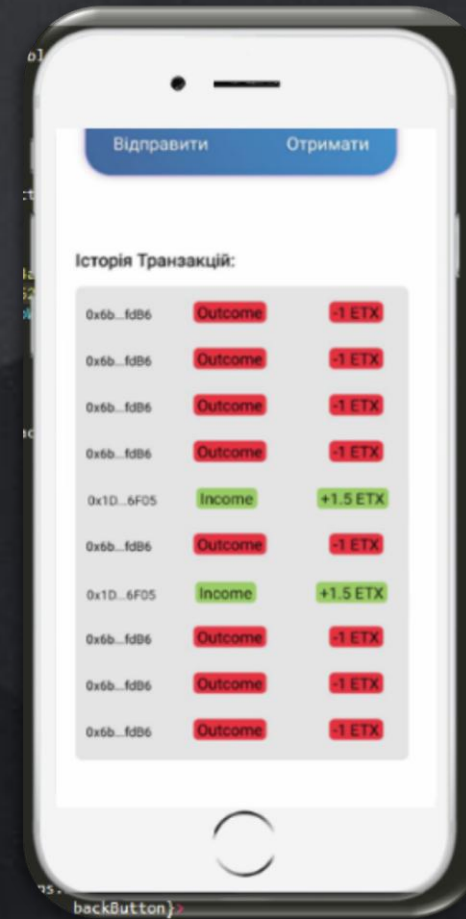 Відправити Отримати
Історія Транзакцій:
0x6b...fdB6 Outcome -1 ETX
0x6b...fdB6 Outcome -1 ETX
0x6b...fdB6 Outcome -1 ETX
0x6b...fdB6 Outcome -1 ETX
0x1D...6F05 Income +1.5 ETX
0x6b...fdB6 Outcome -1 ETX
0x1D...6F05 Income +1.5 ETX
0x6b...fdB6 Outcome -1 ETX
0x6b...fdB6 Outcome -1 ETX
0x6b...fdB6 Outcome -1 ETX
backButton}>